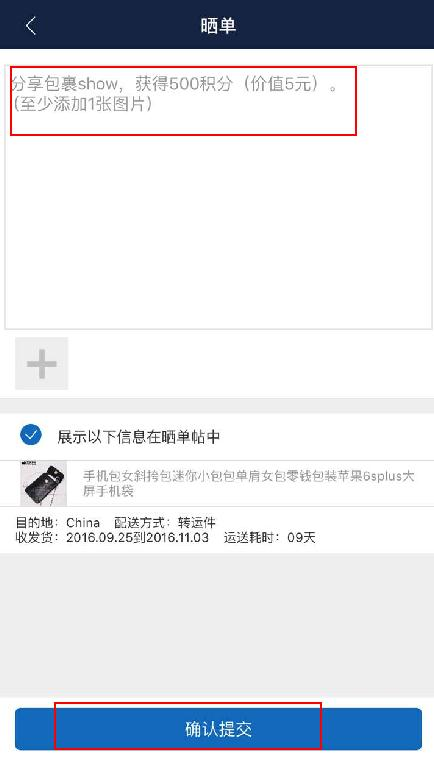 晒单
分享包裹show，获得500积分（价值5元）。
(至少添加1张图片)
展示以下信息在晒单帖中
手机包女斜挎包迷你小包包单肩女包零钱包装苹果6splus大
屏手机袋
目的地：China 配送方式：转运件
收发货：2016.09.25到2016.11.03 运送耗时：09天
确认提交